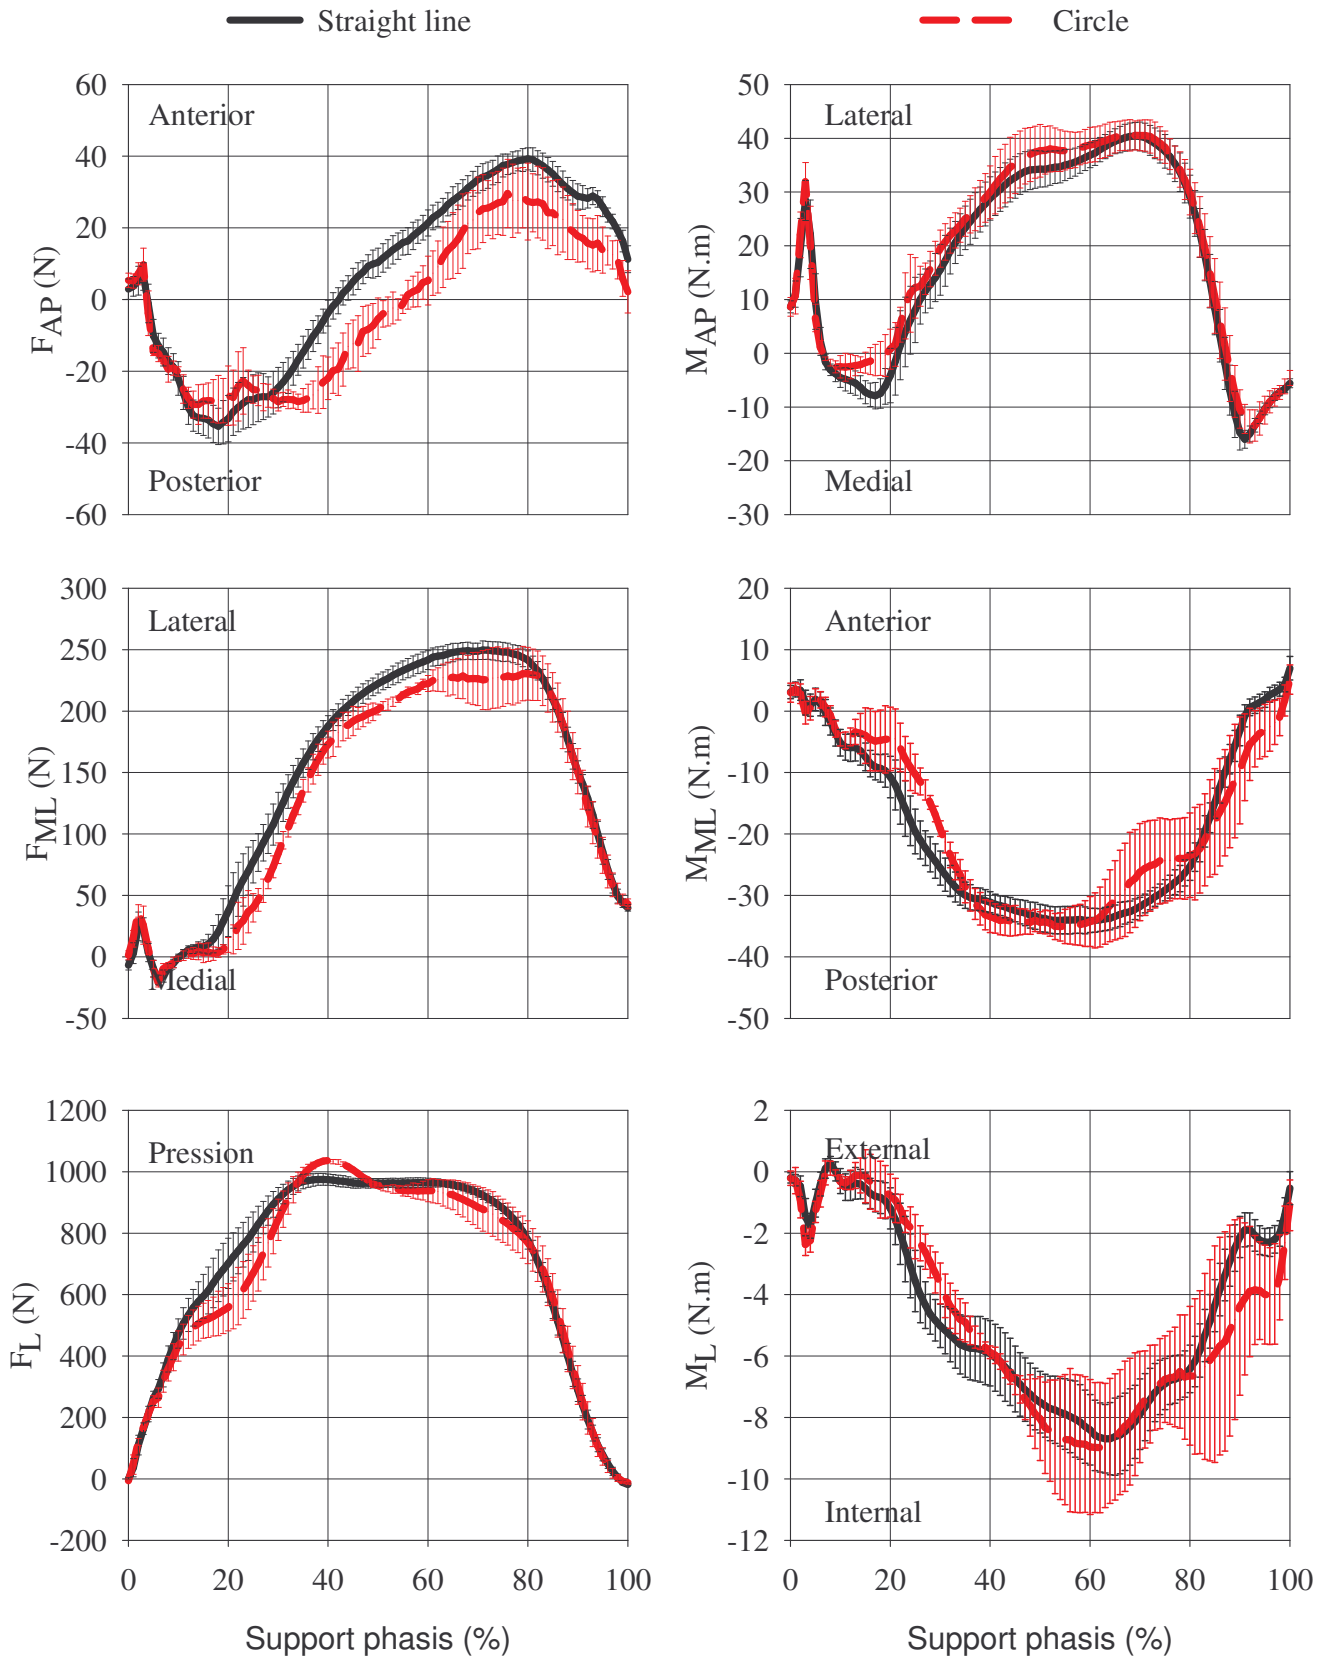 Straight line
Circle
60
40
20
0
-20
-40
-60
F_AP (N)
Anterior
Posterior
50
40
30
20
10
0
-10
-20
-30
M_AP (N.m)
Lateral
Medial
300
250
200
150
100
50
0
-50
F_ML (N)
Lateral
Medial
20
10
0
-10
-20
-30
-40
-50
M_ML (N.m)
Anterior
Posterior
1200
1000
800
600
400
200
0
-200
F_L (N)
Pression
0 20 40 60 80 100
Support phasis (%)
2
0
-2
-4
-6
-8
-10
-12
M_L (N.m)
External
Internal
0 20 40 60 80 100
Support phasis (%)